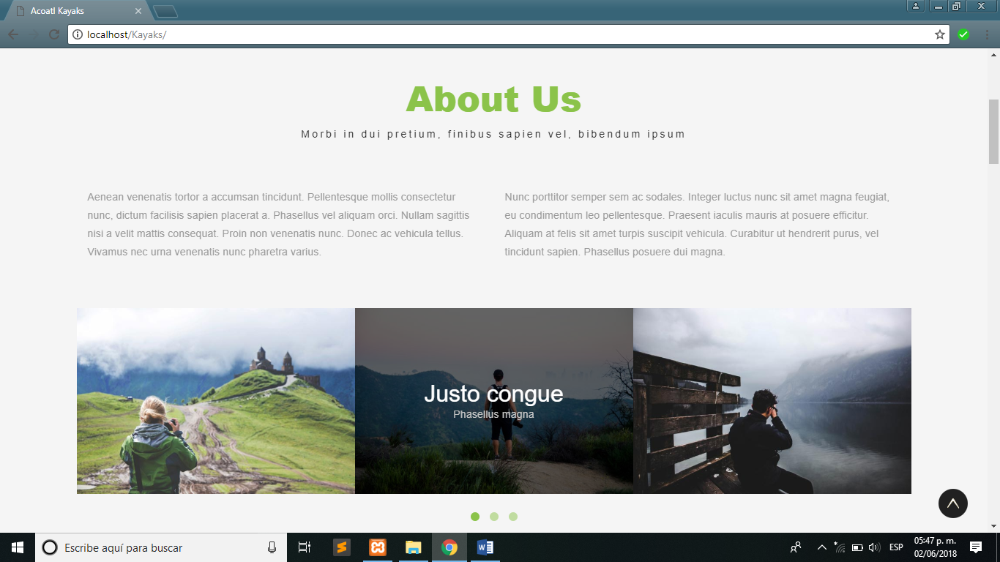 Acoatl Kayaks
localhost/Kayaks/
About Us
Morbi in dui pretium, finibus sapien vel, bibendum ipsum
Aenean venenatis tortor a accumsan tincidunt. Pellentesque mollis consectetur
nunc, dictum facilisis sapien placerat a. Phasellus vel aliquam orci. Nullam sagittis
nisi a velit mattis consequat. Proin non venenatis nunc. Donec ac vehicula tellus.
Vivamus nec urna venenatis nunc pharetra varius.
Nunc porttitor semper sem ac sodales. Integer luctus nunc sit amet magna feugiat,
eu condimentum leo pellentesque. Praesent iaculis mauris at posuere efficitur.
Aliquam at felis sit amet turpis suscipit vehicula. Curabitur ut hendrerit purus, vel
tincidunt sapien. Phasellus posuere dui magna.
Justo congue
Phasellus magna
Escribe aquí para buscar
ESP
05:47 p. m.
02/06/2018